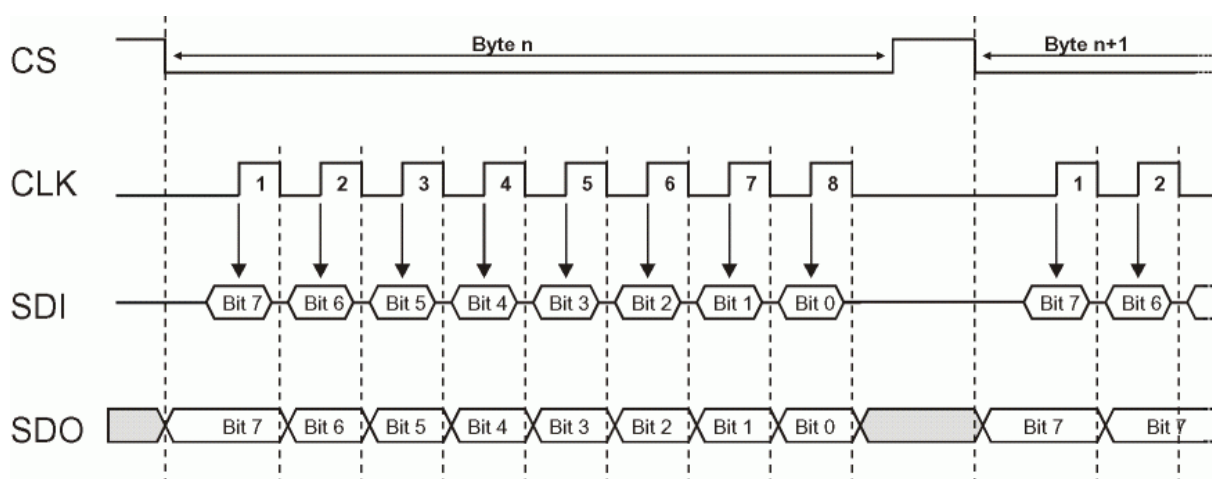 CS Byte n Byte n+1
CLK 1 2 3 4 5 6 7 8 1 2
SDI Bit 7 Bit 6 Bit 5 Bit 4 Bit 3 Bit 2 Bit 1 Bit 0 Bit 7 Bit 6
SDO Bit 7 Bit 6 Bit 5 Bit 4 Bit 3 Bit 2 Bit 1 Bit 0 Bit 7 Bit 7